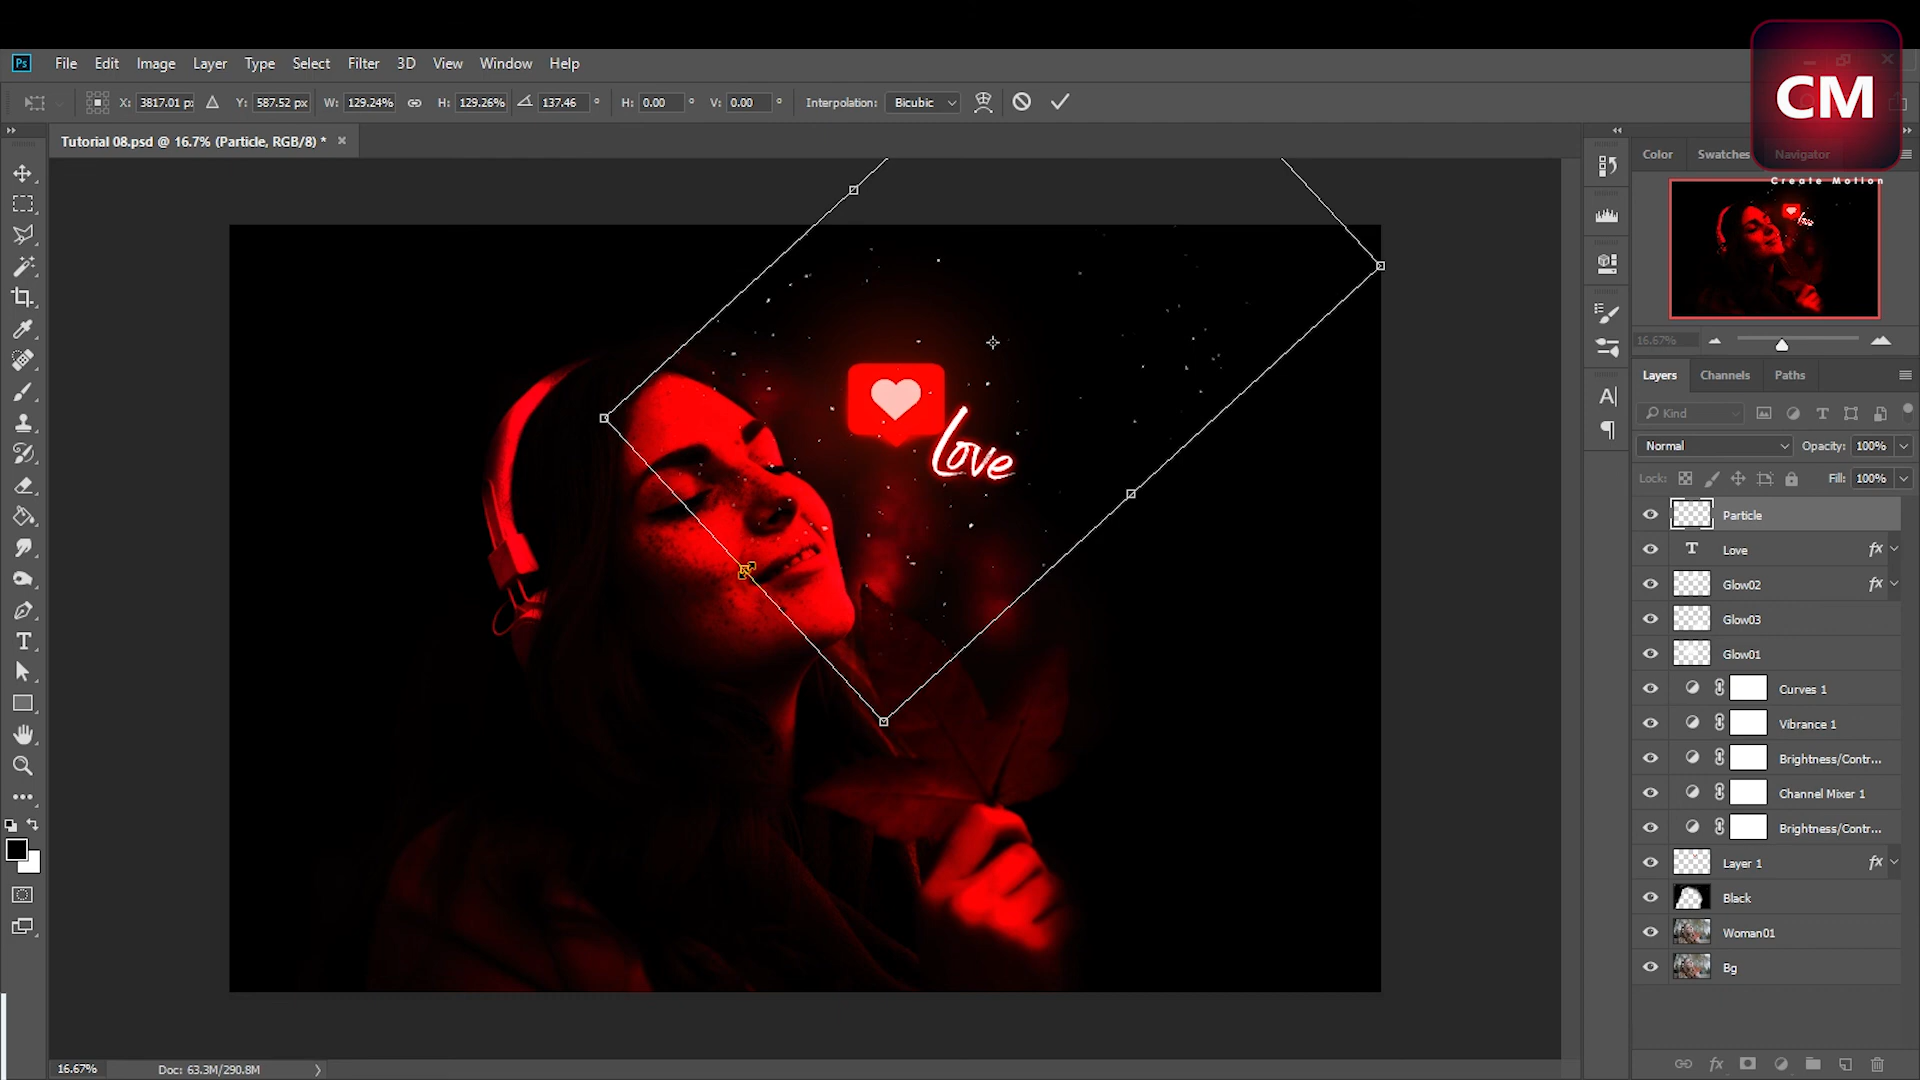 CM
Create Motion
Ps File Edit Image Layer Type Select Filter 3D View Window Help
X: 3817.01 px Y: 587.52 px W: 129.24% H: 129.26% 137.46 ° H: 0.00 ° V: 0.00 ° Interpolation: Bicubic
Tutorial 08.psd @ 16.7% (Particle, RGB/8) * ×
Color Swatches Navigator
16.67%
Layers Channels Paths
Kind
Normal Opacity: 100%
Lock: Fill: 100%
Particle
T Love fx
Glow02 fx
Glow03
Glow01
Curves 1
Vibrance 1
Brightness/Contr...
Channel Mixer 1
Brightness/Contr...
Layer 1 fx
Black
Woman01
Bg
Love
16.67% Doc: 63.3M/290.8M